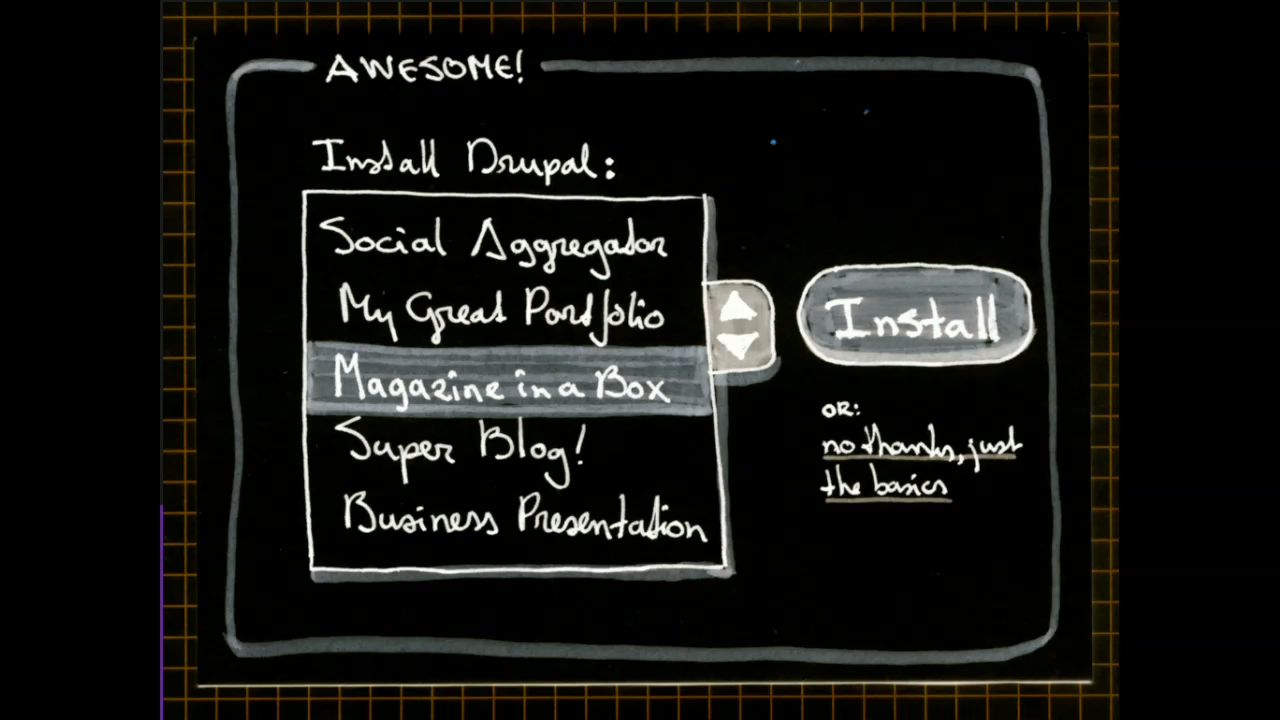 AWESOME!
Install Drupal:
Social Aggregator
My Great Portfolio
Magazine in a Box
Super Blog!
Business Presentation
Install
OR:
no thanks, just
the basics